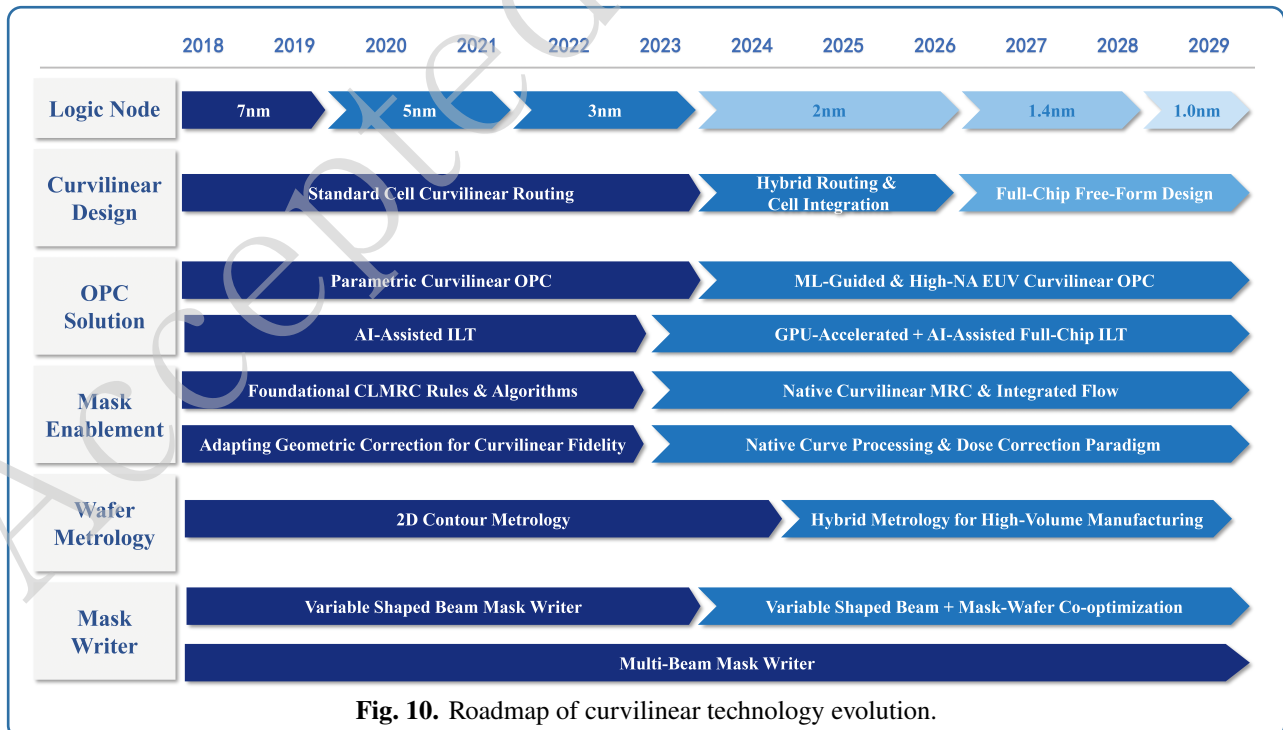 2018 2019 2020 2021 2022 2023 2024 2025 2026 2027 2028 2029
Logic Node
7nm 5nm 3nm 2nm 1.4nm 1.0nm
Curvilinear
Design
Standard Cell Curvilinear Routing
Hybrid Routing &
Cell Integration
Full-Chip Free-Form Design
OPC
Solution
Parametric Curvilinear OPC
ML-Guided & High-NA EUV Curvilinear OPC
AI-Assisted ILT
GPU-Accelerated + AI-Assisted Full-Chip ILT
Mask
Enablement
Foundational CLMRC Rules & Algorithms
Native Curvilinear MRC & Integrated Flow
Adapting Geometric Correction for Curvilinear Fidelity
Native Curve Processing & Dose Correction Paradigm
Wafer
Metrology
2D Contour Metrology
Hybrid Metrology for High-Volume Manufacturing
Mask
Writer
Variable Shaped Beam Mask Writer
Variable Shaped Beam + Mask-Wafer Co-optimization
Multi-Beam Mask Writer
Fig. 10. Roadmap of curvilinear technology evolution.
Accepted